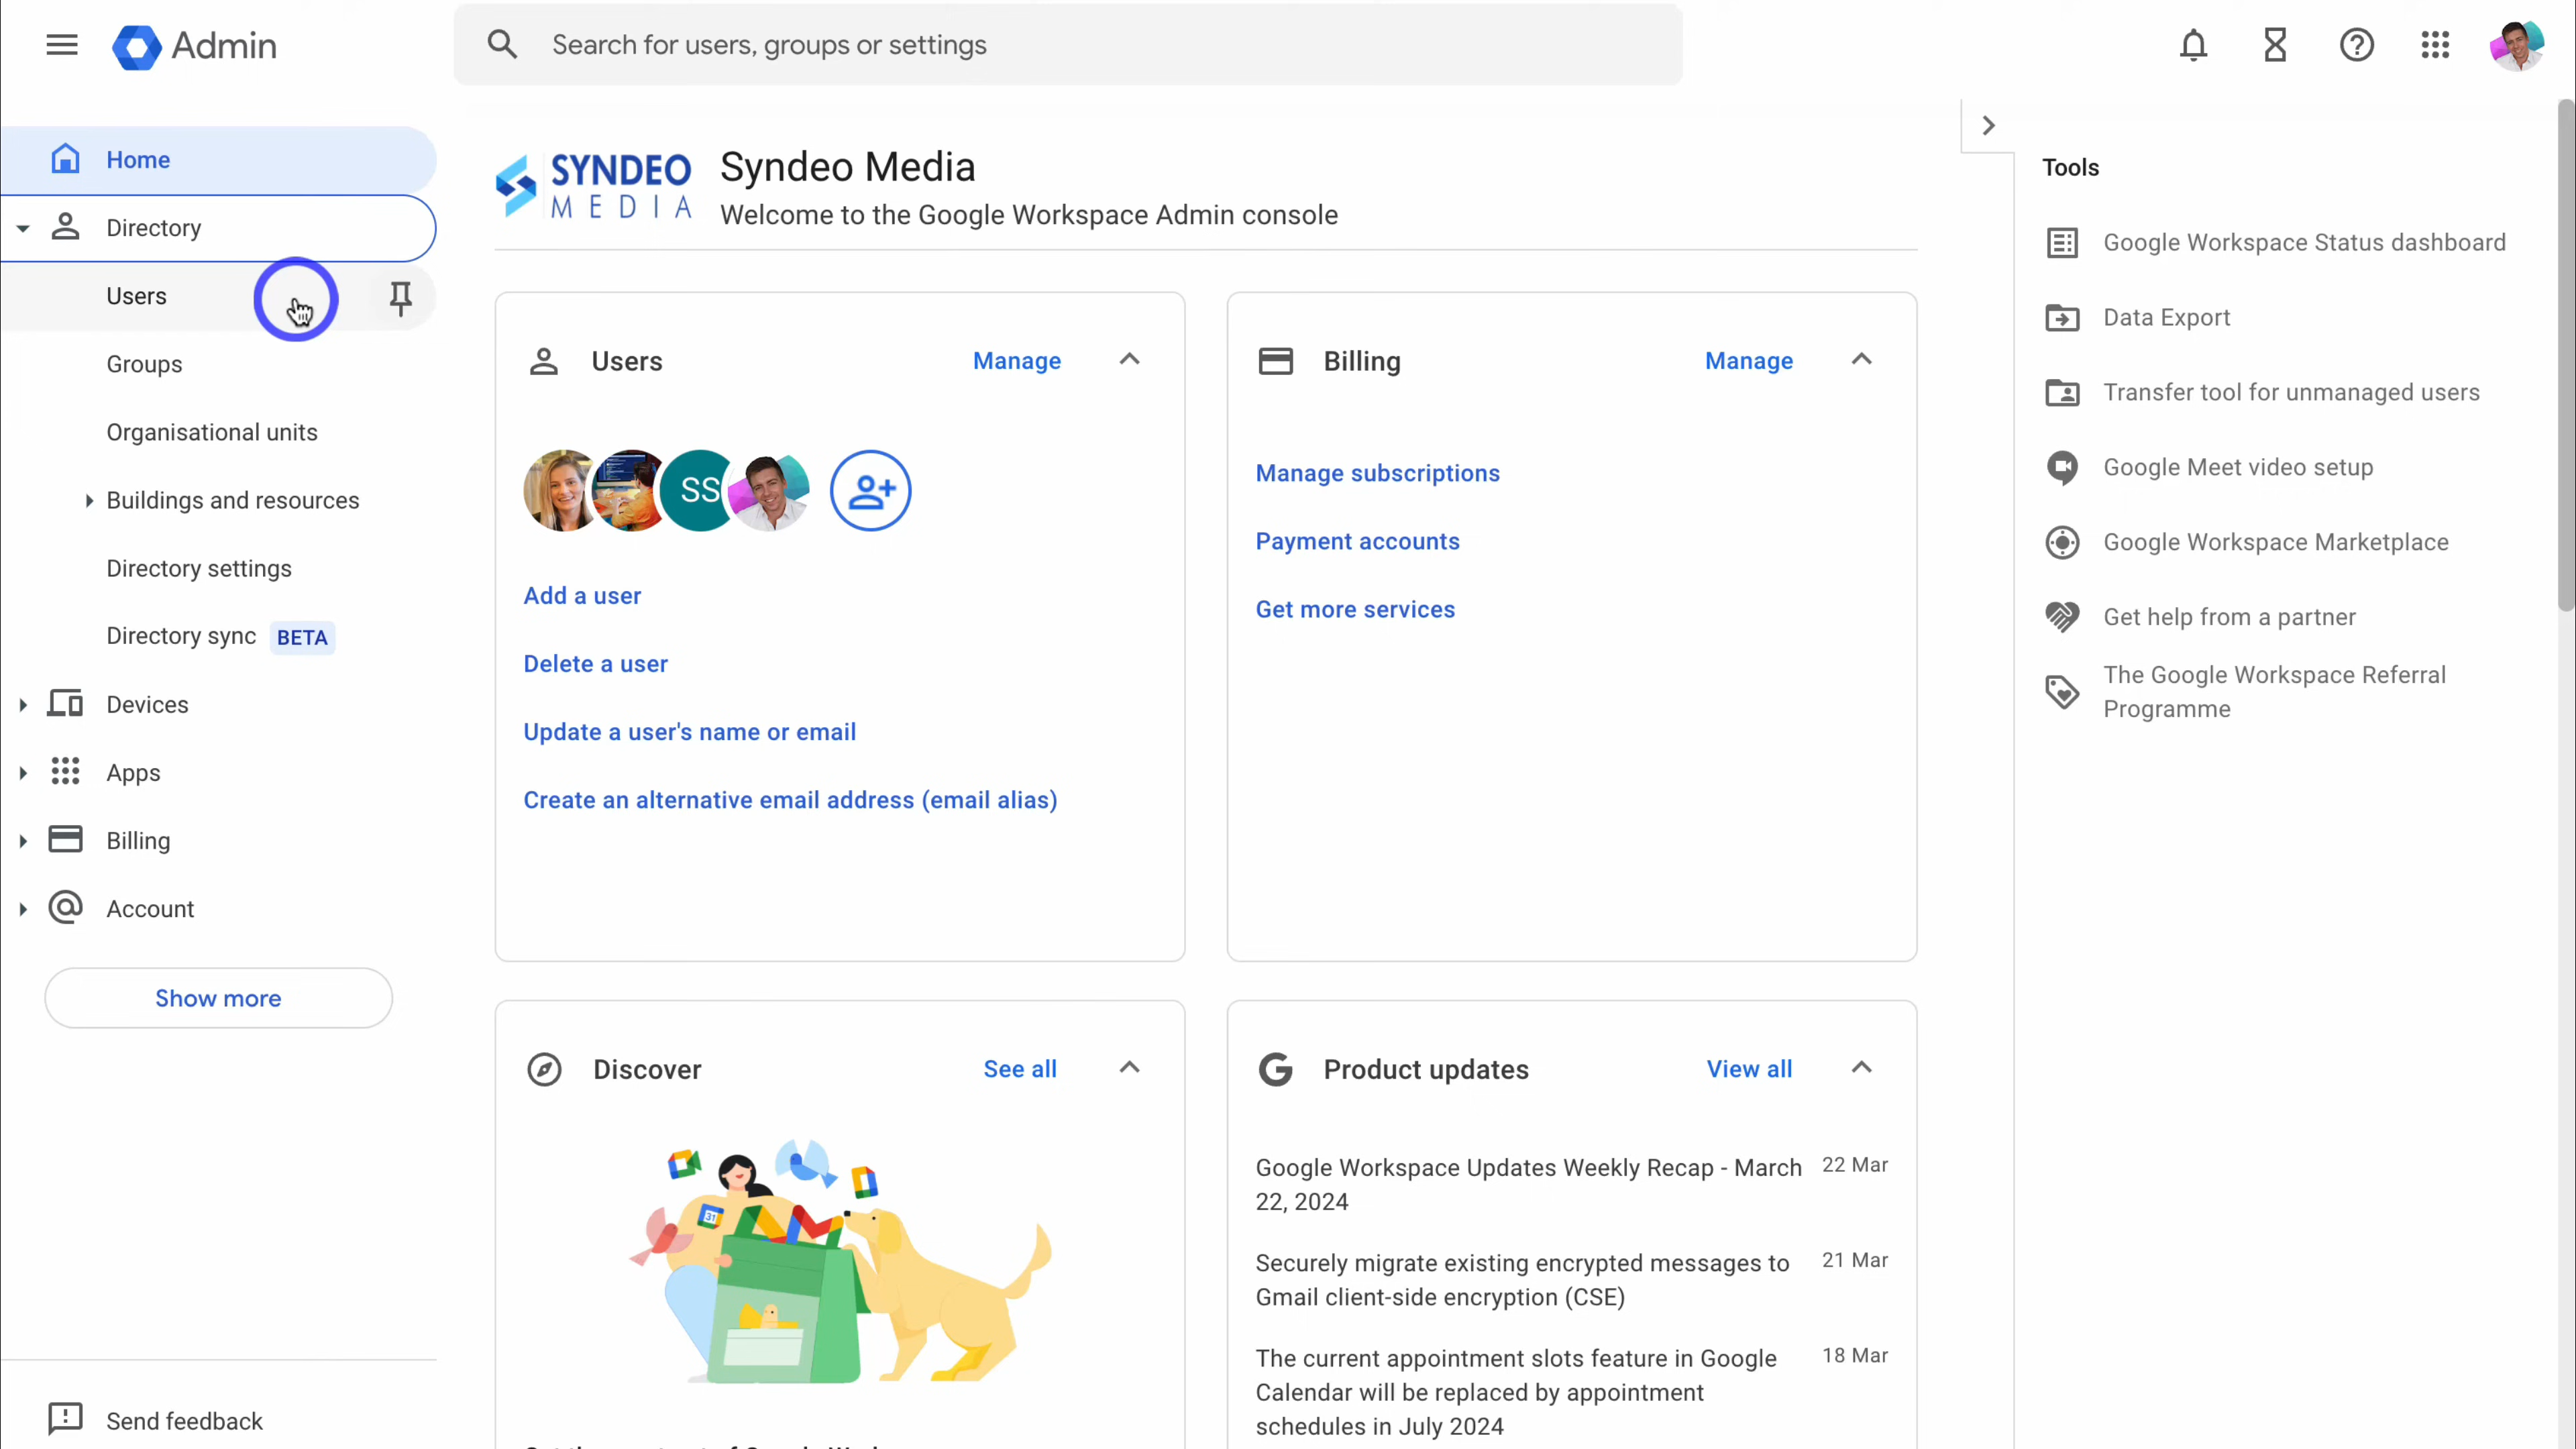 Admin
Search for users, groups or settings
Home
Directory
Users
Groups
Organisational units
Buildings and resources
Directory settings
Directory sync BETA
Devices
Apps
Billing
Account
Show more
Send feedback
SYNDEO
MEDIA
Syndeo Media
Welcome to the Google Workspace Admin console
Users Manage
SS
Add a user
Delete a user
Update a user's name or email
Create an alternative email address (email alias)
Billing Manage
Manage subscriptions
Payment accounts
Get more services
Discover See all
31
Product updates View all
Google Workspace Updates Weekly Recap - March 22 Mar
22, 2024
Securely migrate existing encrypted messages to 21 Mar
Gmail client-side encryption (CSE)
The current appointment slots feature in Google 18 Mar
Calendar will be replaced by appointment
schedules in July 2024
Tools
Google Workspace Status dashboard
Data Export
Transfer tool for unmanaged users
Google Meet video setup
Google Workspace Marketplace
Get help from a partner
The Google Workspace Referral
Programme